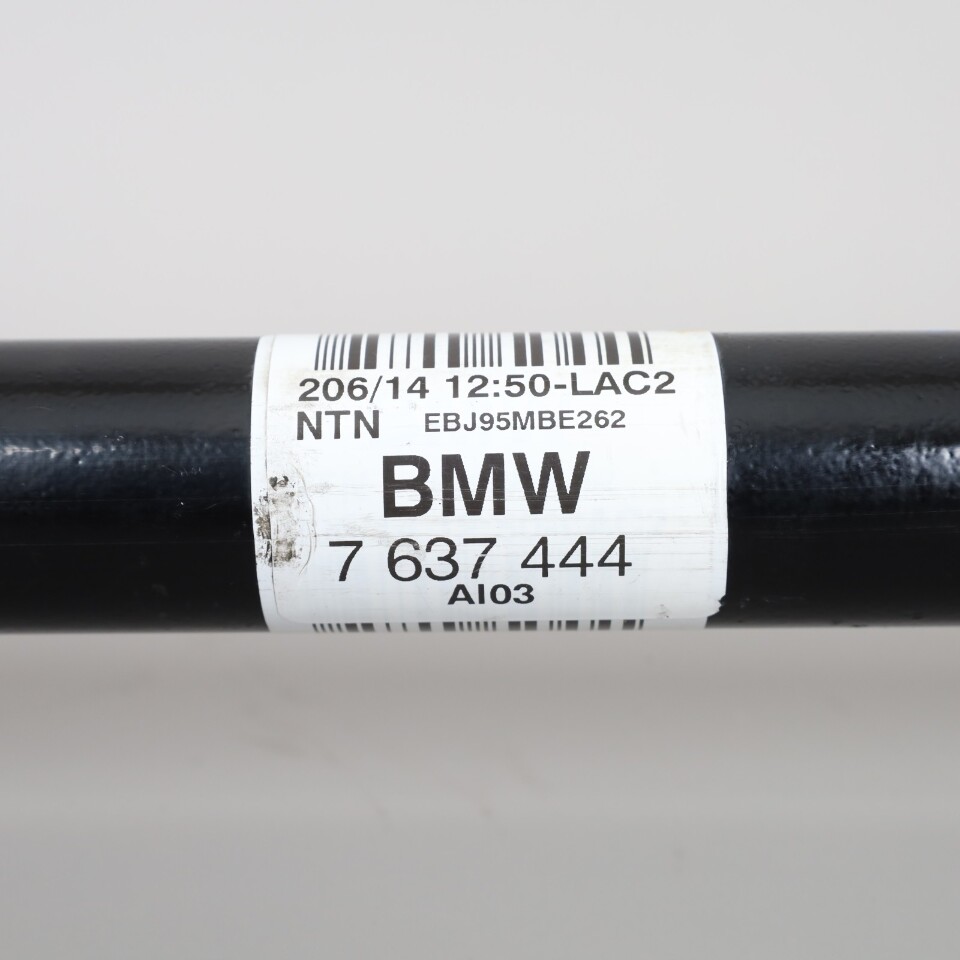 206/14 12:50-LAC2
NTN EBJ95MBE262
BMW
7 637 444
AI03